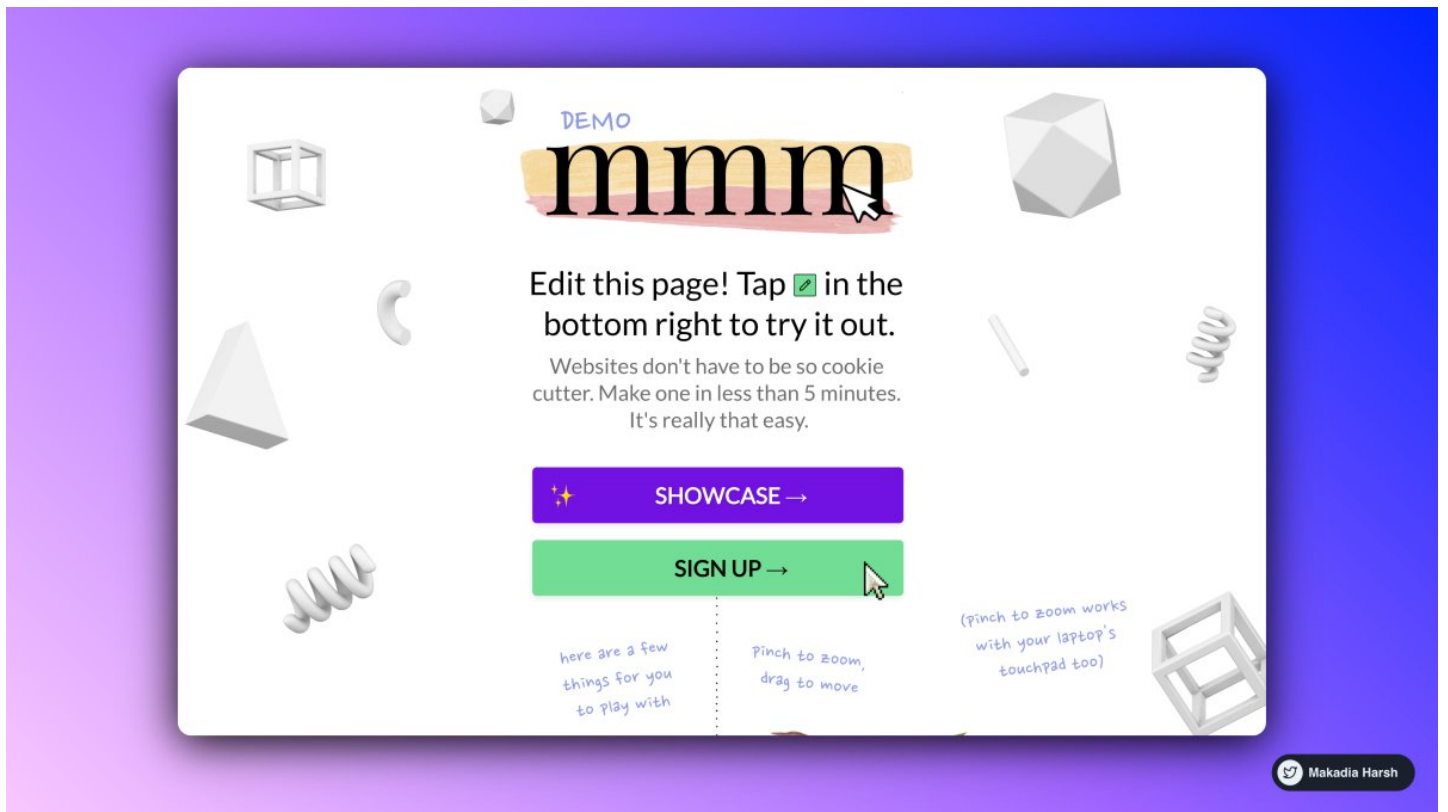 DEMO
mmm
Edit this page! Tap in the
bottom right to try it out.
Websites don't have to be so cookie
cutter. Make one in less than 5 minutes.
It's really that easy.
SHOWCASE →
SIGN UP →
here are a few
things for you
to play with
Pinch to zoom,
drag to move
(pinch to zoom works
with your laptop's
touchpad too)
Makadia Harsh